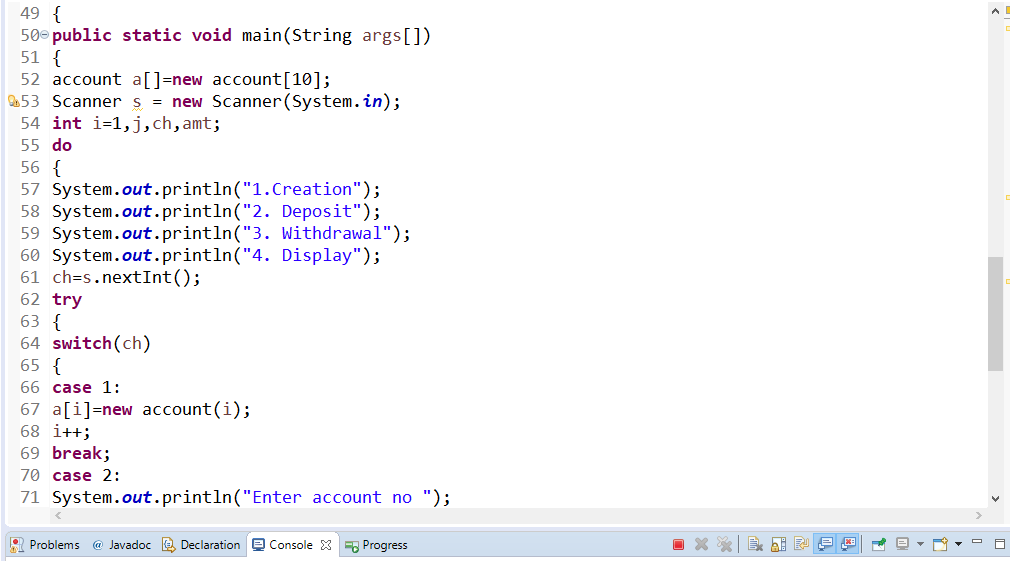 49 {
50 public static void main(String args[])
51 {
52 account a[]=new account[10];
53 Scanner s = new Scanner(System.in);
54 int i=1,j,ch,amt;
55 do
56 {
57 System.out.println("1.Creation");
58 System.out.println("2. Deposit");
59 System.out.println("3. Withdrawal");
60 System.out.println("4. Display");
61 ch=s.nextInt();
62 try
63 {
64 switch(ch)
65 {
66 case 1:
67 a[i]=new account(i);
68 i++;
69 break;
70 case 2:
71 System.out.println("Enter account no ");
Problems @ Javadoc Declaration Console Progress